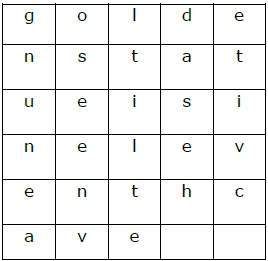 g o l d e
n s t a t
u e i s i
n e l e v
e n t h c
a v e